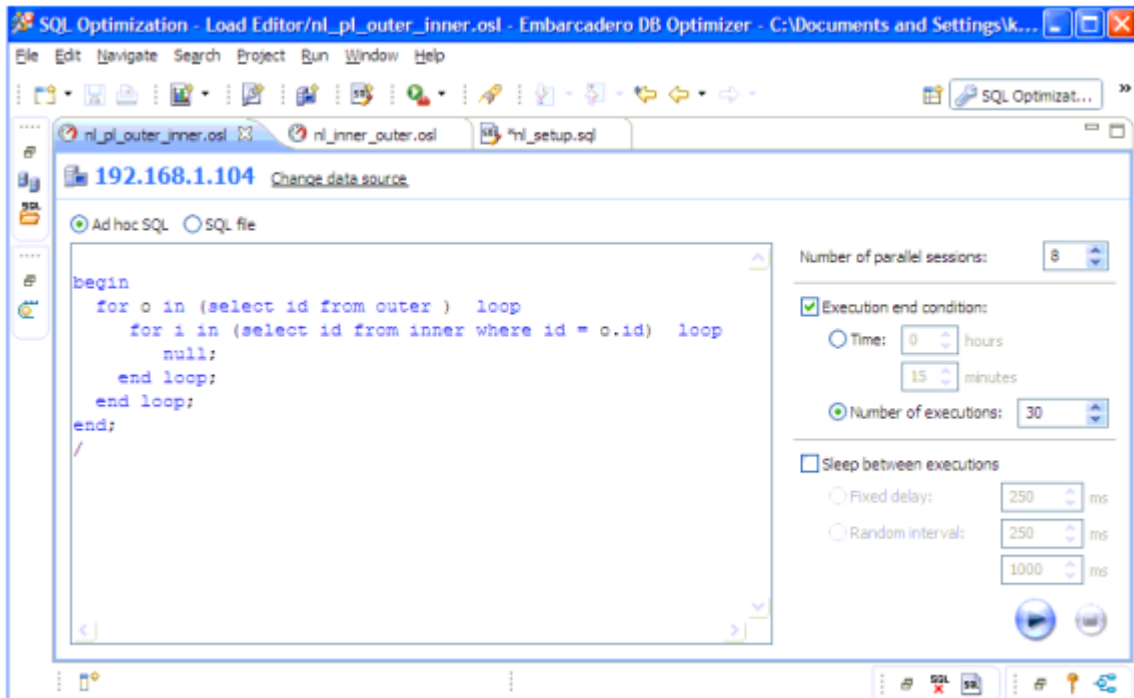 SQL Optimization - Load Editor/nl_pl_outer_inner.osl - Embarcadero DB Optimizer - C:\Documents and Settings\k...
File Edit Navigate Search Project Run Window Help
SQL Optimizat... »
nl_pl_outer_inner.osl nl_inner_outer.osl *nl_setup.sql
192.168.1.104 Change data source
Ad hoc SQL SQL file
begin
for o in (select id from outer ) loop
for i in (select id from inner where id = o.id) loop
null;
end loop;
end loop;
end;
/
Number of parallel sessions: 8
Execution end condition:
Time: 0 hours
15 minutes
Number of executions: 30
Sleep between executions
Fixed delay: 250 ms
Random interval: 250 ms
1000 ms